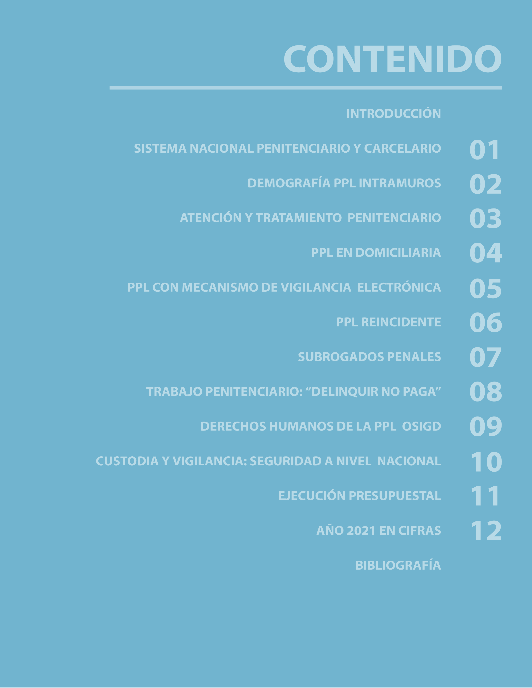 CONTENIDO
INTRODUCCIÓN
SISTEMA NACIONAL PENITENCIARIO Y CARCELARIO 01
DEMOGRAFÍA PPL INTRAMUROS 02
ATENCIÓN Y TRATAMIENTO PENITENCIARIO 03
PPL EN DOMICILIARIA 04
PPL CON MECANISMO DE VIGILANCIA ELECTRÓNICA 05
PPL REINCIDENTE 06
SUBROGADOS PENALES 07
TRABAJO PENITENCIARIO: “DELINQUIR NO PAGA” 08
DERECHOS HUMANOS DE LA PPL OSIGD 09
CUSTODIA Y VIGILANCIA: SEGURIDAD A NIVEL NACIONAL 10
EJECUCIÓN PRESUPUESTAL 11
AÑO 2021 EN CIFRAS 12
BIBLIOGRAFÍA